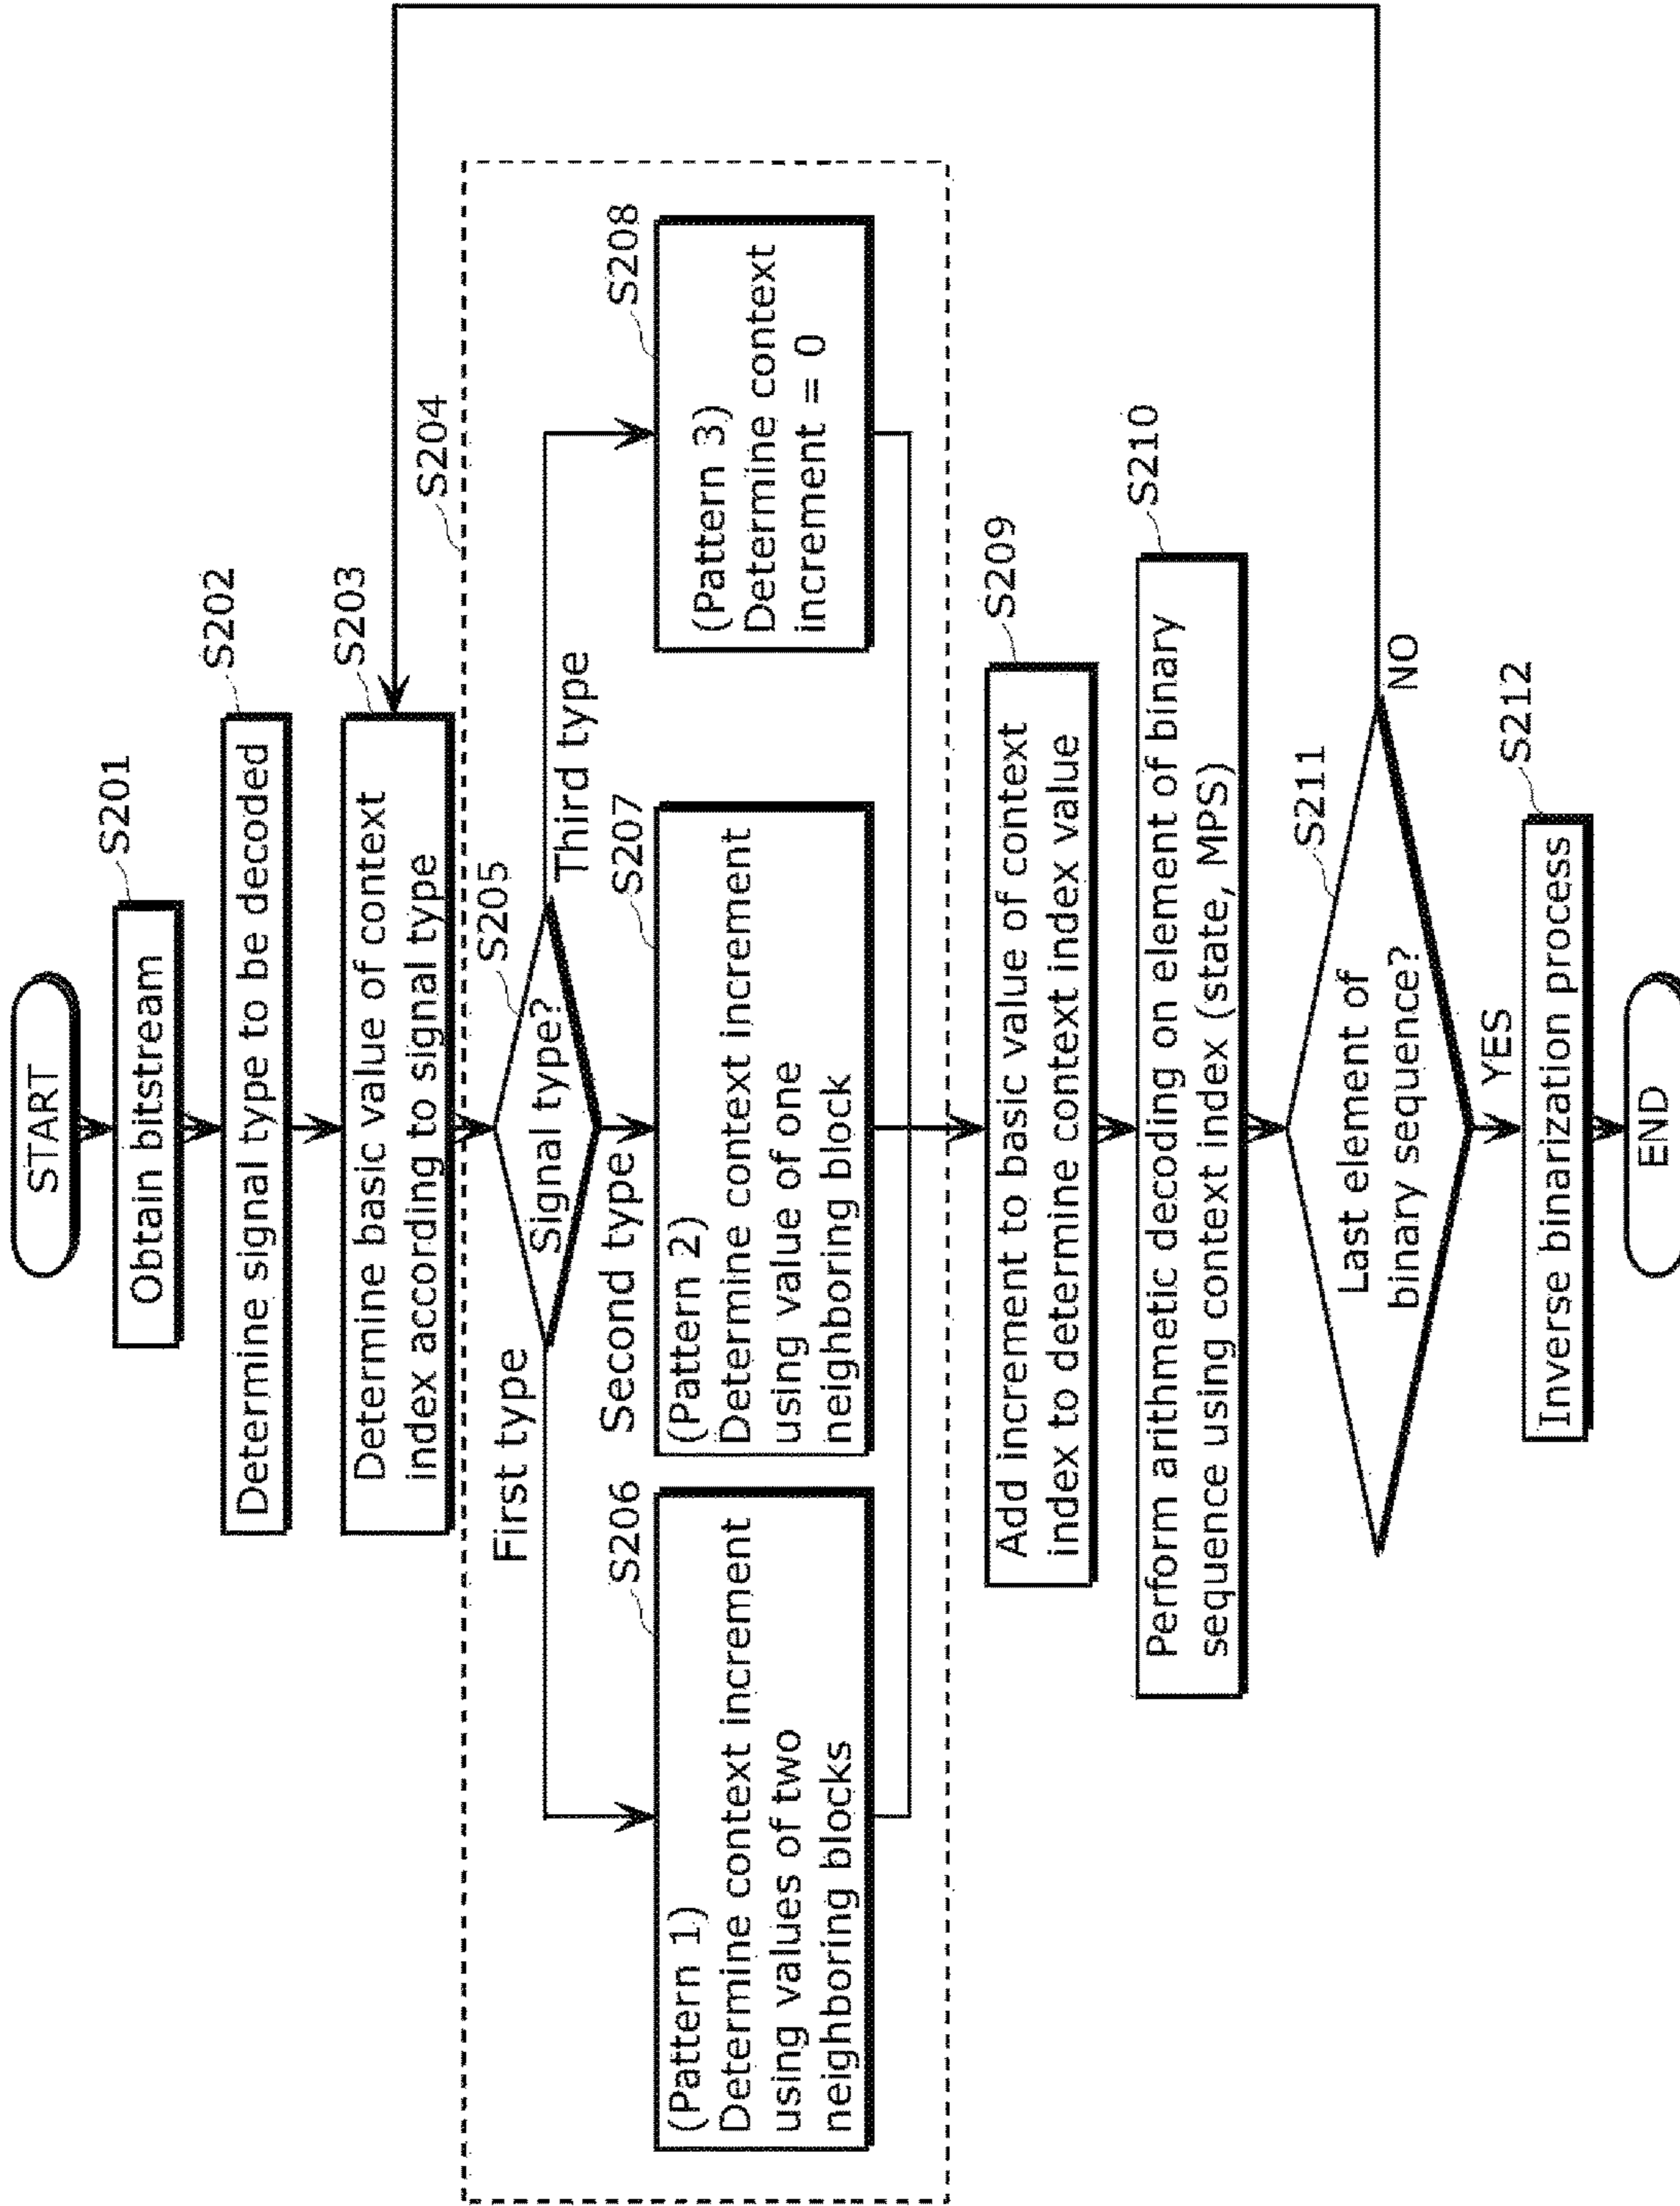 START
S201
Obtain bitstream
S202
Determine signal type to be decoded
S203
Determine basic value of context
index according to signal type
S204
S205
Signal type?
First type
Second type
Third type
S206
(Pattern 1)
Determine context increment
using values of two
neighboring blocks
S207
(Pattern 2)
Determine context increment
using value of one
neighboring block
S208
(Pattern 3)
Determine context
increment = 0
S209
Add increment to basic value of context
index to determine context index value
S210
Perform arithmetic decoding on element of binary
sequence using context index (state, MPS)
S211
Last element of
binary sequence?
NO
YES
S212
Inverse binarization process
END